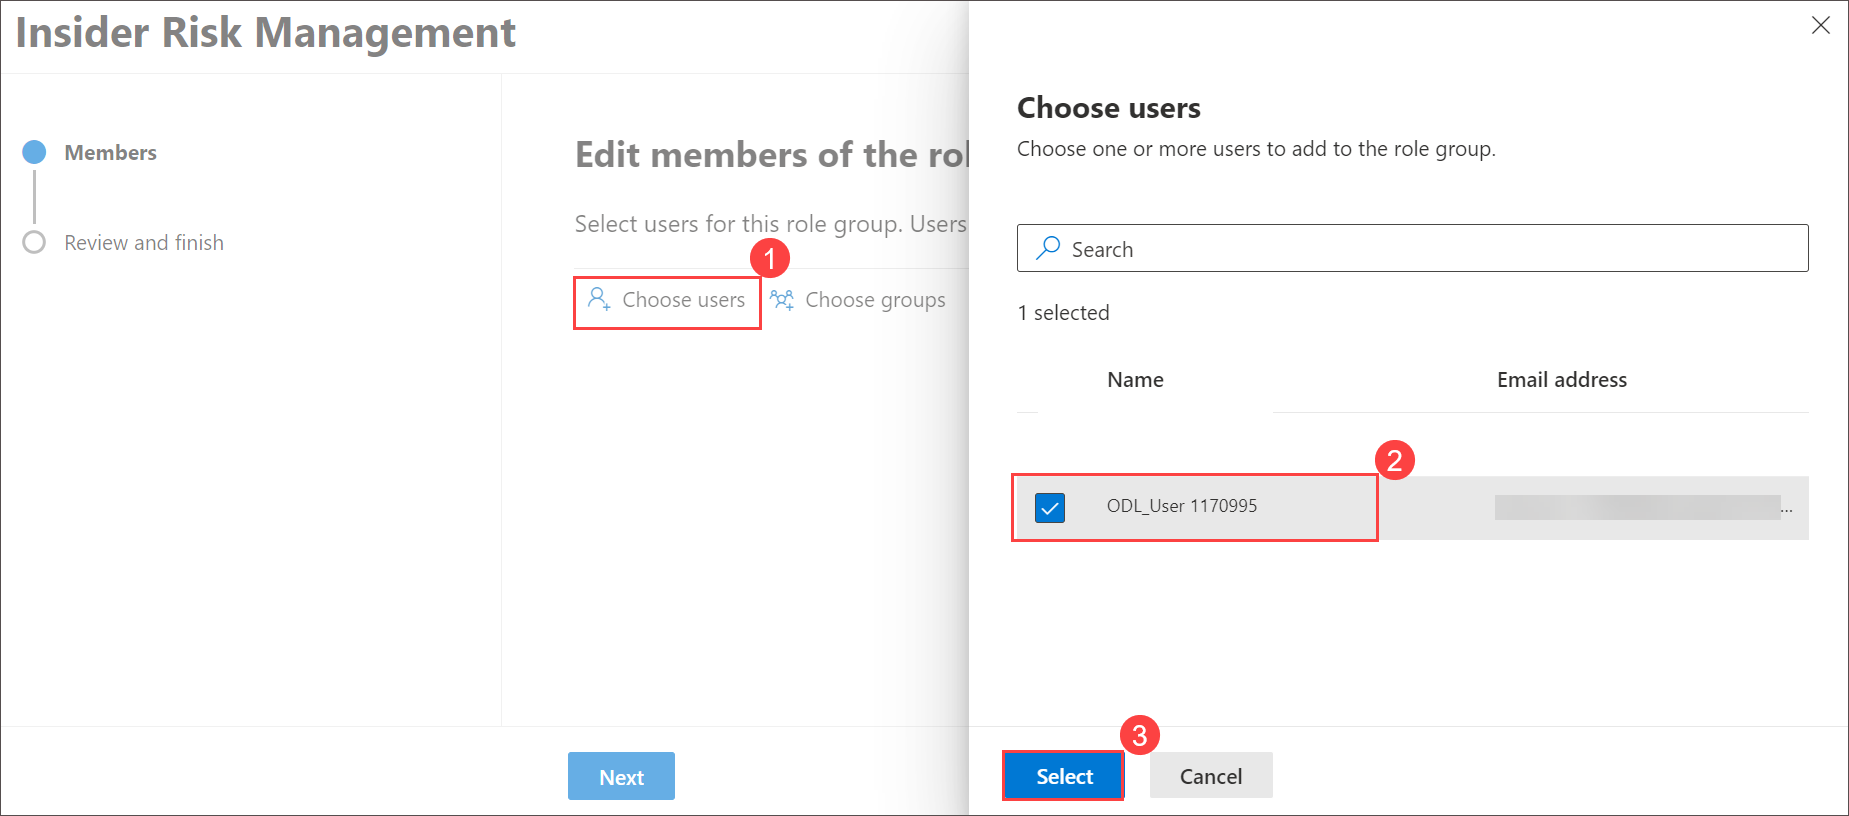 Insider Risk Management
Members
Review and finish
Edit members of the rol
Select users for this role group. Users
1
Choose users
Choose groups
Next
Choose users
Choose one or more users to add to the role group.
Search
1 selected
Name
Email address
2
ODL_User 1170995
...
3
Select
Cancel